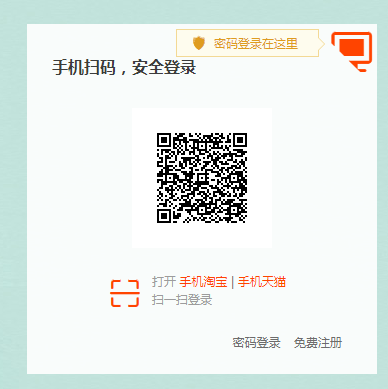 密码登录在这里
手机扫码，安全登录
打开 手机淘宝 | 手机天猫
扫一扫登录
密码登录 免费注册